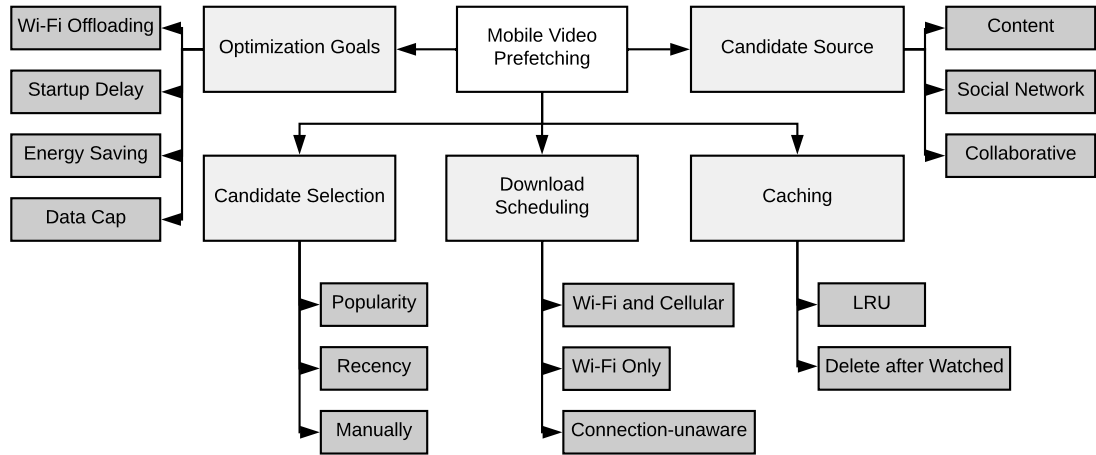 Wi-Fi Offloading
Startup Delay
Energy Saving
Data Cap
Optimization Goals
Mobile Video
Prefetching
Candidate Source
Content
Social Network
Collaborative
Candidate Selection
Popularity
Recency
Manually
Download
Scheduling
Wi-Fi and Cellular
Wi-Fi Only
Connection-unaware
Caching
LRU
Delete after Watched